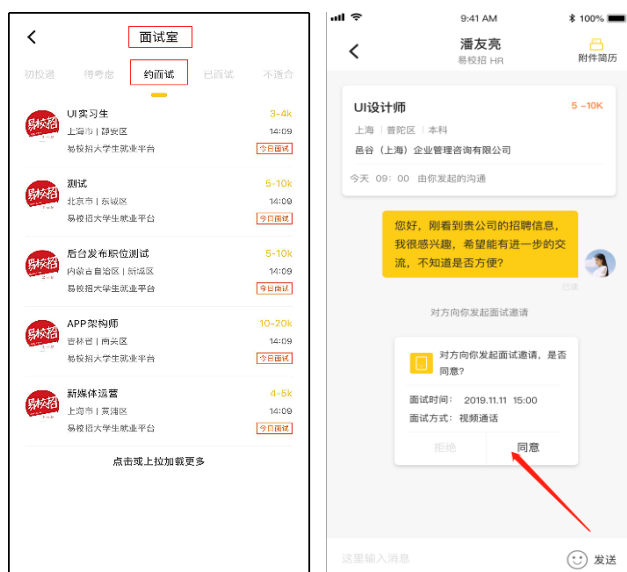 面试室
初投递 待考虑 约面试 已面试 不适合
易校招
UI实习生 3-4k
上海市 | 静安区 14:09
易校招大学生就业平台 今日面试
易校招
测试 5-10k
北京市 | 东城区 14:09
易校招大学生就业平台 今日面试
易校招
后台发布职位测试 5-10k
内蒙古自治区 | 新城区 14:09
易校招大学生就业平台 今日面试
易校招
APP架构师 10-20k
吉林省 | 南关区 14:09
易校招大学生就业平台 今日面试
易校招
新媒体运营 4-5k
上海市 | 黄浦区 14:09
易校招大学生就业平台 今日面试
点击或上拉加载更多
9:41 AM 100%
潘友亮
易校招 HR
附件简历
UI设计师 5 -10K
上海 | 普陀区 | 本科
邑谷（上海）企业管理咨询有限公司
今天 09：00 由你发起的沟通
您好，刚看到贵公司的招聘信息，
我很感兴趣，希望能有进一步的交
流，不知道是否方便？
已读
对方向你发起面试邀请
对方向你发起面试邀请，是否
同意？
面试时间： 2019.11.11 15:00
面试方式：视频通话
拒绝 同意
这里输入消息 发送